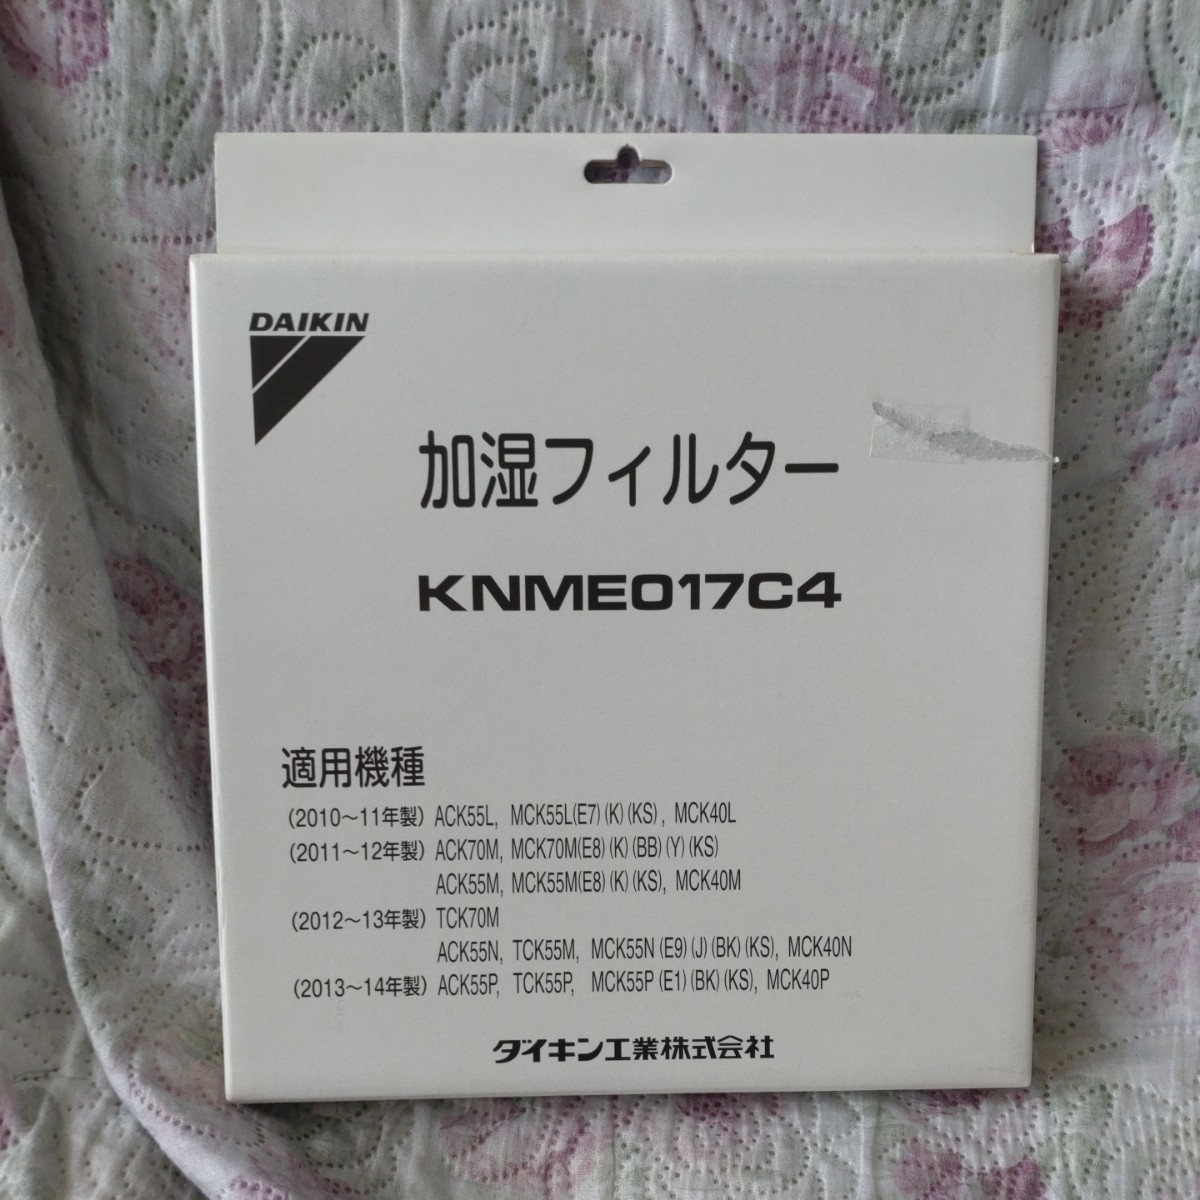 DAIKIN
加湿フィルター
KNME017C4
適用機種
(2010〜11年製) ACK55L, MCK55L(E7)(K)(KS), MCK40L
(2011〜12年製) ACK70M, MCK70M(E8)(K)(BB)(Y)(KS)
ACK55M, MCK55M(E8)(K)(KS), MCK40M
(2012〜13年製) TCK70M
ACK55N, TCK55M, MCK55N(E9)(J)(BK)(KS), MCK40N
(2013〜14年製) ACK55P, TCK55P, MCK55P(E1)(BK)(KS), MCK40P
ダイキン工業株式会社